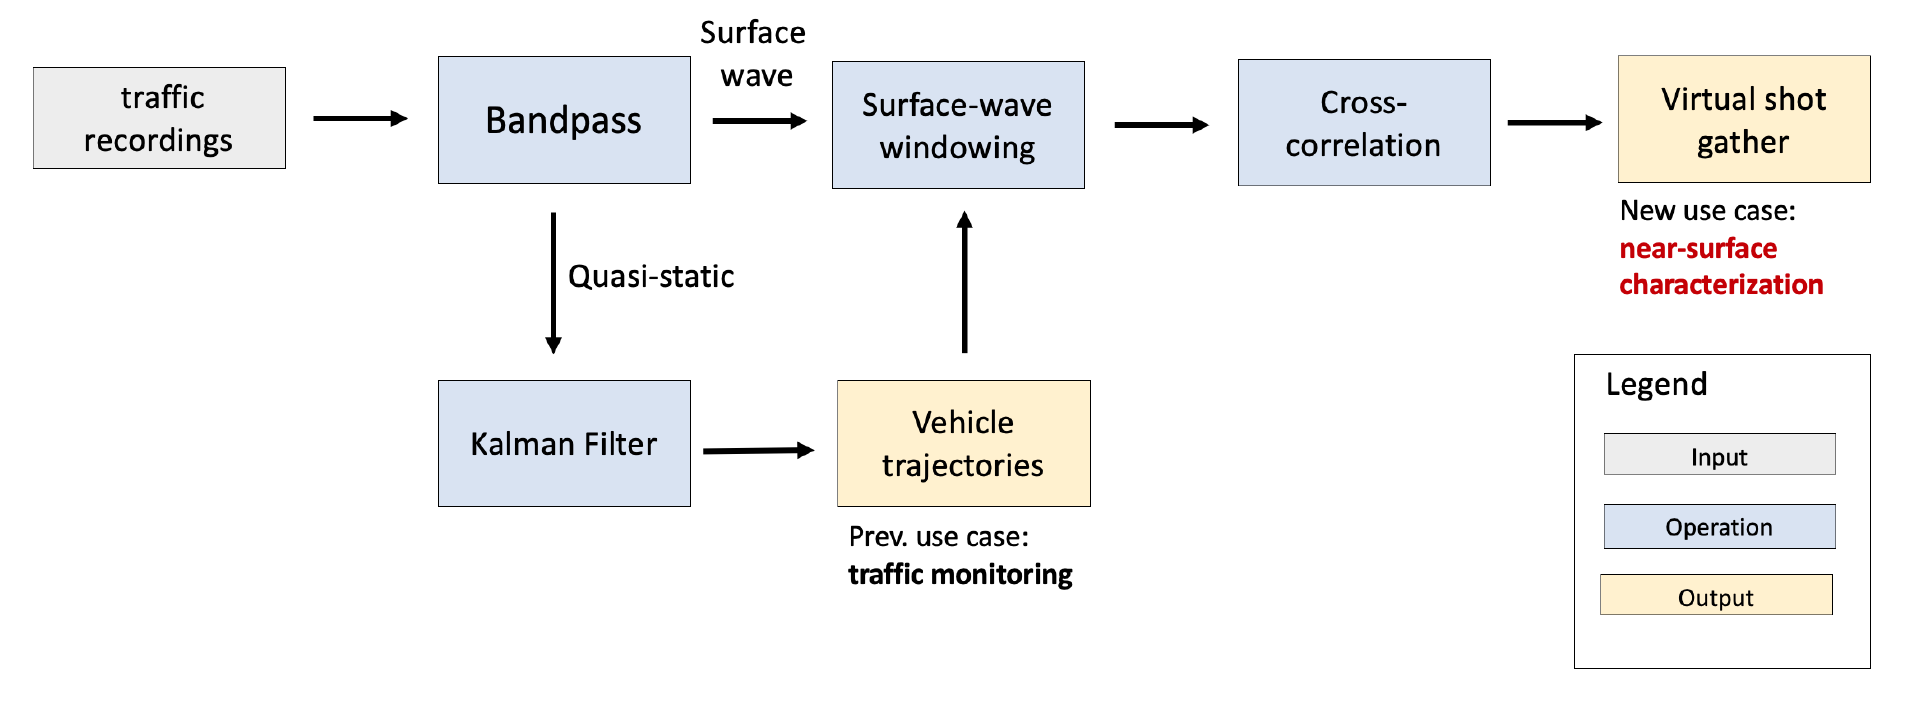 traffic
recordings
Bandpass
Surface
wave
Surface-wave
windowing
Cross-
correlation
Virtual shot
gather
New use case:
near-surface
characterization
Quasi-static
Kalman Filter
Vehicle
trajectories
Prev. use case:
traffic monitoring
Legend
Input
Operation
Output